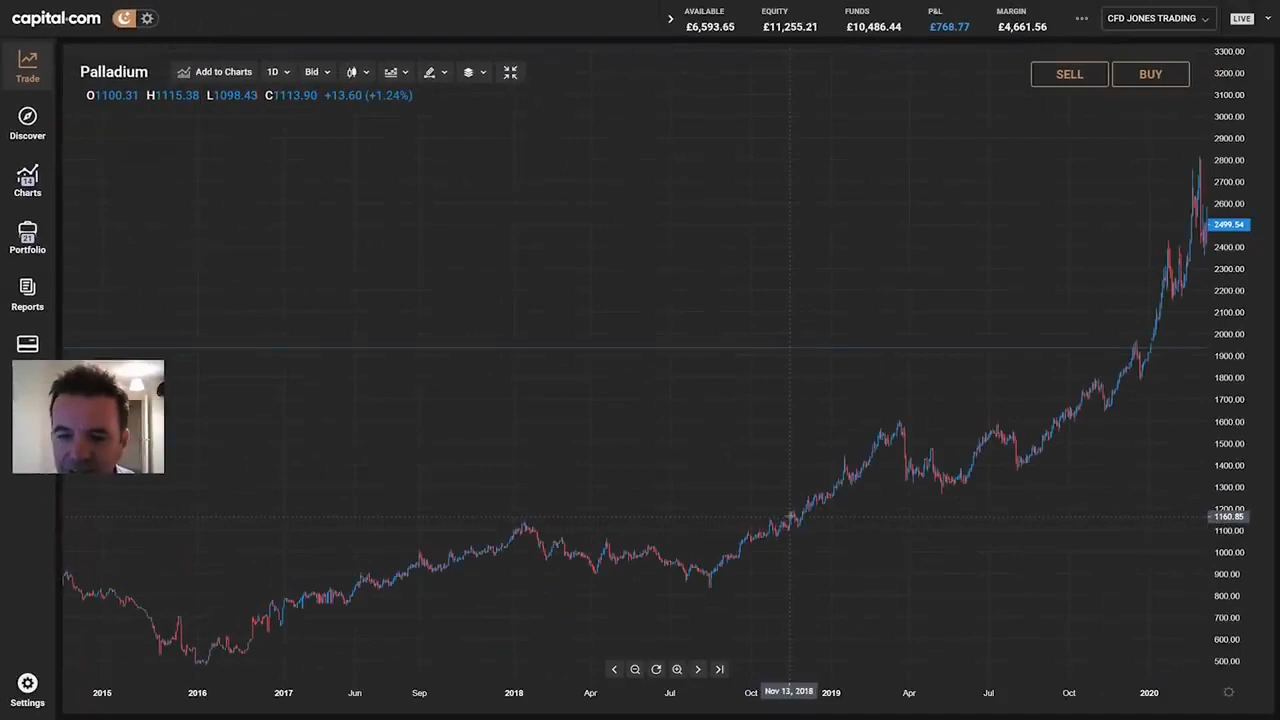 capital·com
AVAILABLE EQUITY FUNDS P&L MARGIN
£6,593.65 £11,255.21 £10,486.44 £768.77 £4,661.56
CFD JONES TRADING
LIVE
Trade
Discover
14
Charts
21
Portfolio
Reports
Settings
Palladium
Add to Charts
1D
Bid
O1100.31 H1115.38 L1098.43 C1113.90 +13.60 (+1.24%)
SELL BUY
3300.00
3200.00
3100.00
3000.00
2900.00
2800.00
2700.00
2600.00
2499.54
2400.00
2300.00
2200.00
2100.00
2000.00
1900.00
1800.00
1700.00
1600.00
1500.00
1400.00
1300.00
1200.00
1160.85
1100.00
1000.00
900.00
800.00
700.00
600.00
500.00
2015 2016 2017 Jun Sep 2018 Apr Jul Oct Nov 13, 2018 2019 Apr Jul Oct 2020